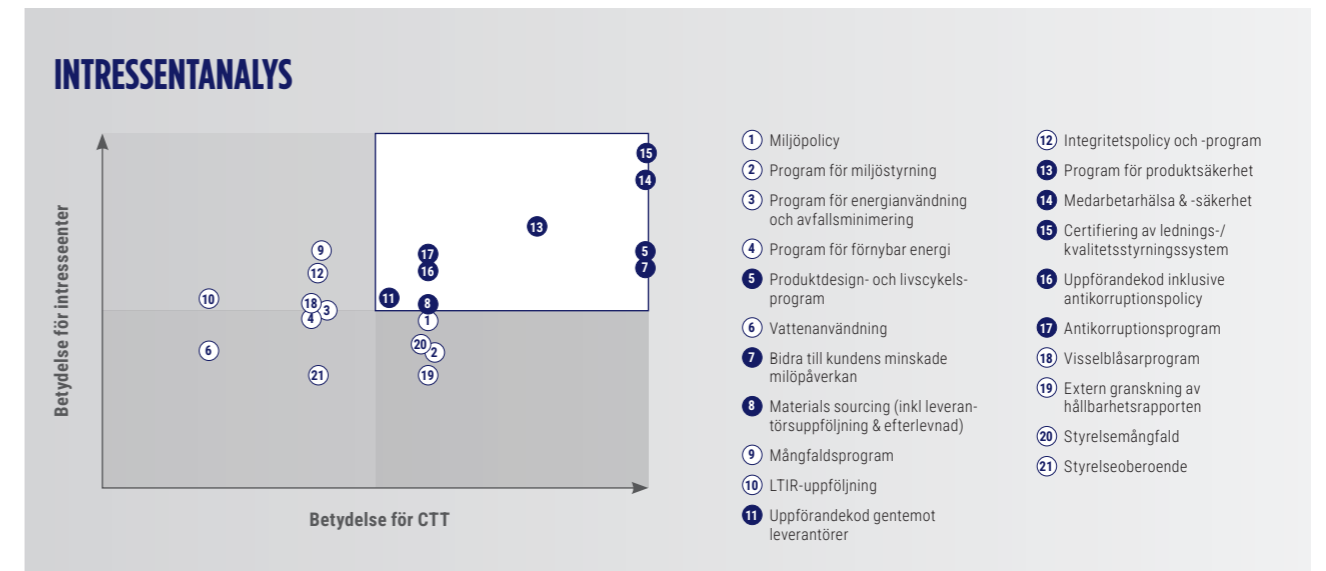 INTRESSENTANALYS
Betydelse för intresseenter
15
14
13
9
17
5
12
16
7
10
11
18
8
3
4
1
20
6
2
21
19
Betydelse för CTT
1 Miljöpolicy
2 Program för miljöstyrning
3 Program för energianvändning
och avfallsminimering
4 Program för förnybar energi
5 Produktdesign- och livscykels-
program
6 Vattenanvändning
7 Bidra till kundens minskade
milöpåverkan
8 Materials sourcing (inkl leveran-
törsuppföljning & efterlevnad)
9 Mångfaldsprogram
10 LTIR-uppföljning
11 Uppförandekod gentemot
leverantörer
12 Integritetspolicy och -program
13 Program för produktsäkerhet
14 Medarbetarhälsa & -säkerhet
15 Certifiering av lednings-/
kvalitetsstyrningssystem
16 Uppförandekod inklusive
antikorruptionspolicy
17 Antikorruptionsprogram
18 Visselblåsarprogram
19 Extern granskning av
hållbarhetsrapporten
20 Styrelsemångfald
21 Styrelseoberoende